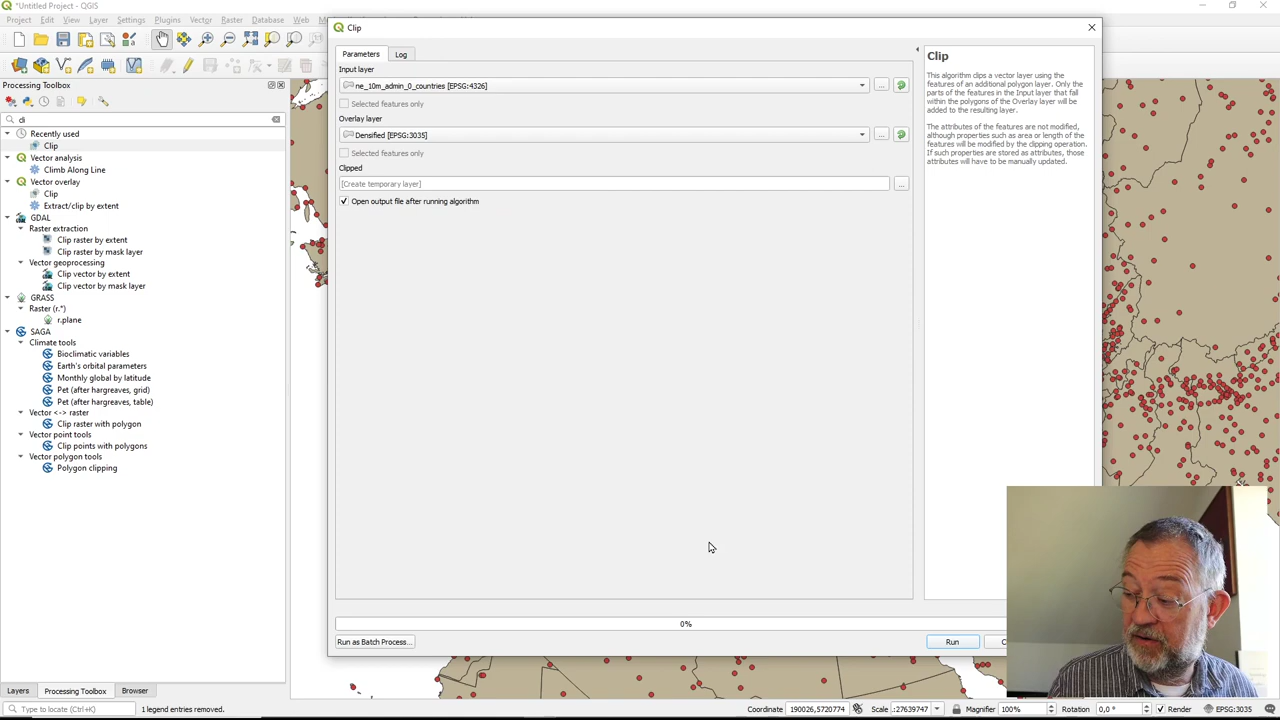 *Untitled Project - QGIS
Project Edit View Layer Settings Plugins Vector Raster Database Web
Clip
Parameters Log
Input layer
ne_10m_admin_0_countries [EPSG:4326]
...
Selected features only
Overlay layer
Densified [EPSG:3035]
...
Selected features only
Clipped
[Create temporary layer]
...
Open output file after running algorithm
Clip
This algorithm clips a vector layer using the
features of an additional polygon layer. Only the
parts of the features in the Input layer that fall
within the polygons of the Overlay layer will be
added to the resulting layer.
The attributes of the features are not modified,
although properties such as area or length of the
features will be modified by the clipping operation.
If such properties are stored as attributes, those
attributes will have to be manually updated.
0%
Run as Batch Process...
Run
Processing Toolbox
Recently used
Clip
Vector analysis
Climb Along Line
Vector overlay
Clip
Extract/clip by extent
GDAL
Raster extraction
Clip raster by extent
Clip raster by mask layer
Vector geoprocessing
Clip vector by extent
Clip vector by mask layer
GRASS
Raster (r.*)
r.plane
SAGA
Climate tools
Bioclimatic variables
Earth's orbital parameters
Monthly global by latitude
Pet (after hargreaves, grid)
Pet (after hargreaves, table)
Vector <-> raster
Clip raster with polygon
Vector point tools
Clip points with polygons
Vector polygon tools
Polygon clipping
Layers Processing Toolbox Browser
Type to locate (Ctrl+K) 1 legend entries removed. Coordinate 190026,5720774 Scale :27639747 Magnifier 100% Rotation 0,0 ° Render EPSG:3035